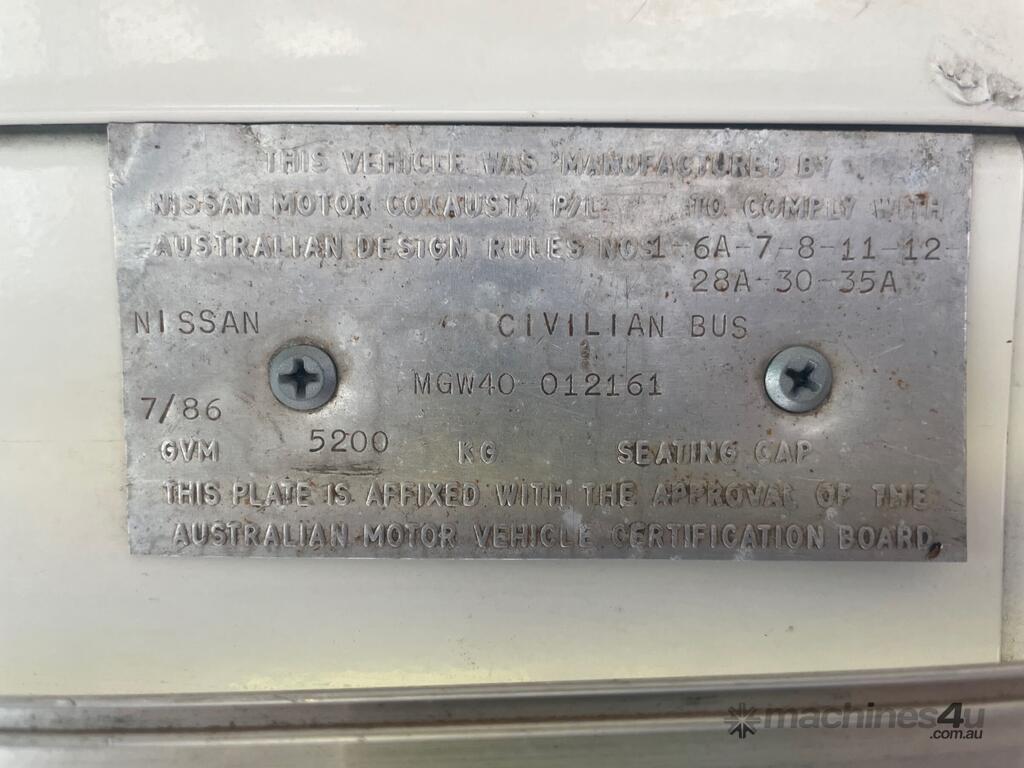 THIS VEHICLE WAS MANUFACTURED BY
NISSAN MOTOR CO.(AUST) P/L. TO COMPLY WITH
AUSTRALIAN DESIGN RULES NOS1-6A-7-8-11-12-
28A-30-35A
NISSAN CIVILIAN BUS
MGW40-012161
7/86
GVM 5200 KG SEATING CAP
THIS PLATE IS AFFIXED WITH THE APPROVAL OF THE
AUSTRALIAN MOTOR VEHICLE CERTIFICATION BOARD
machines4u
.com.au